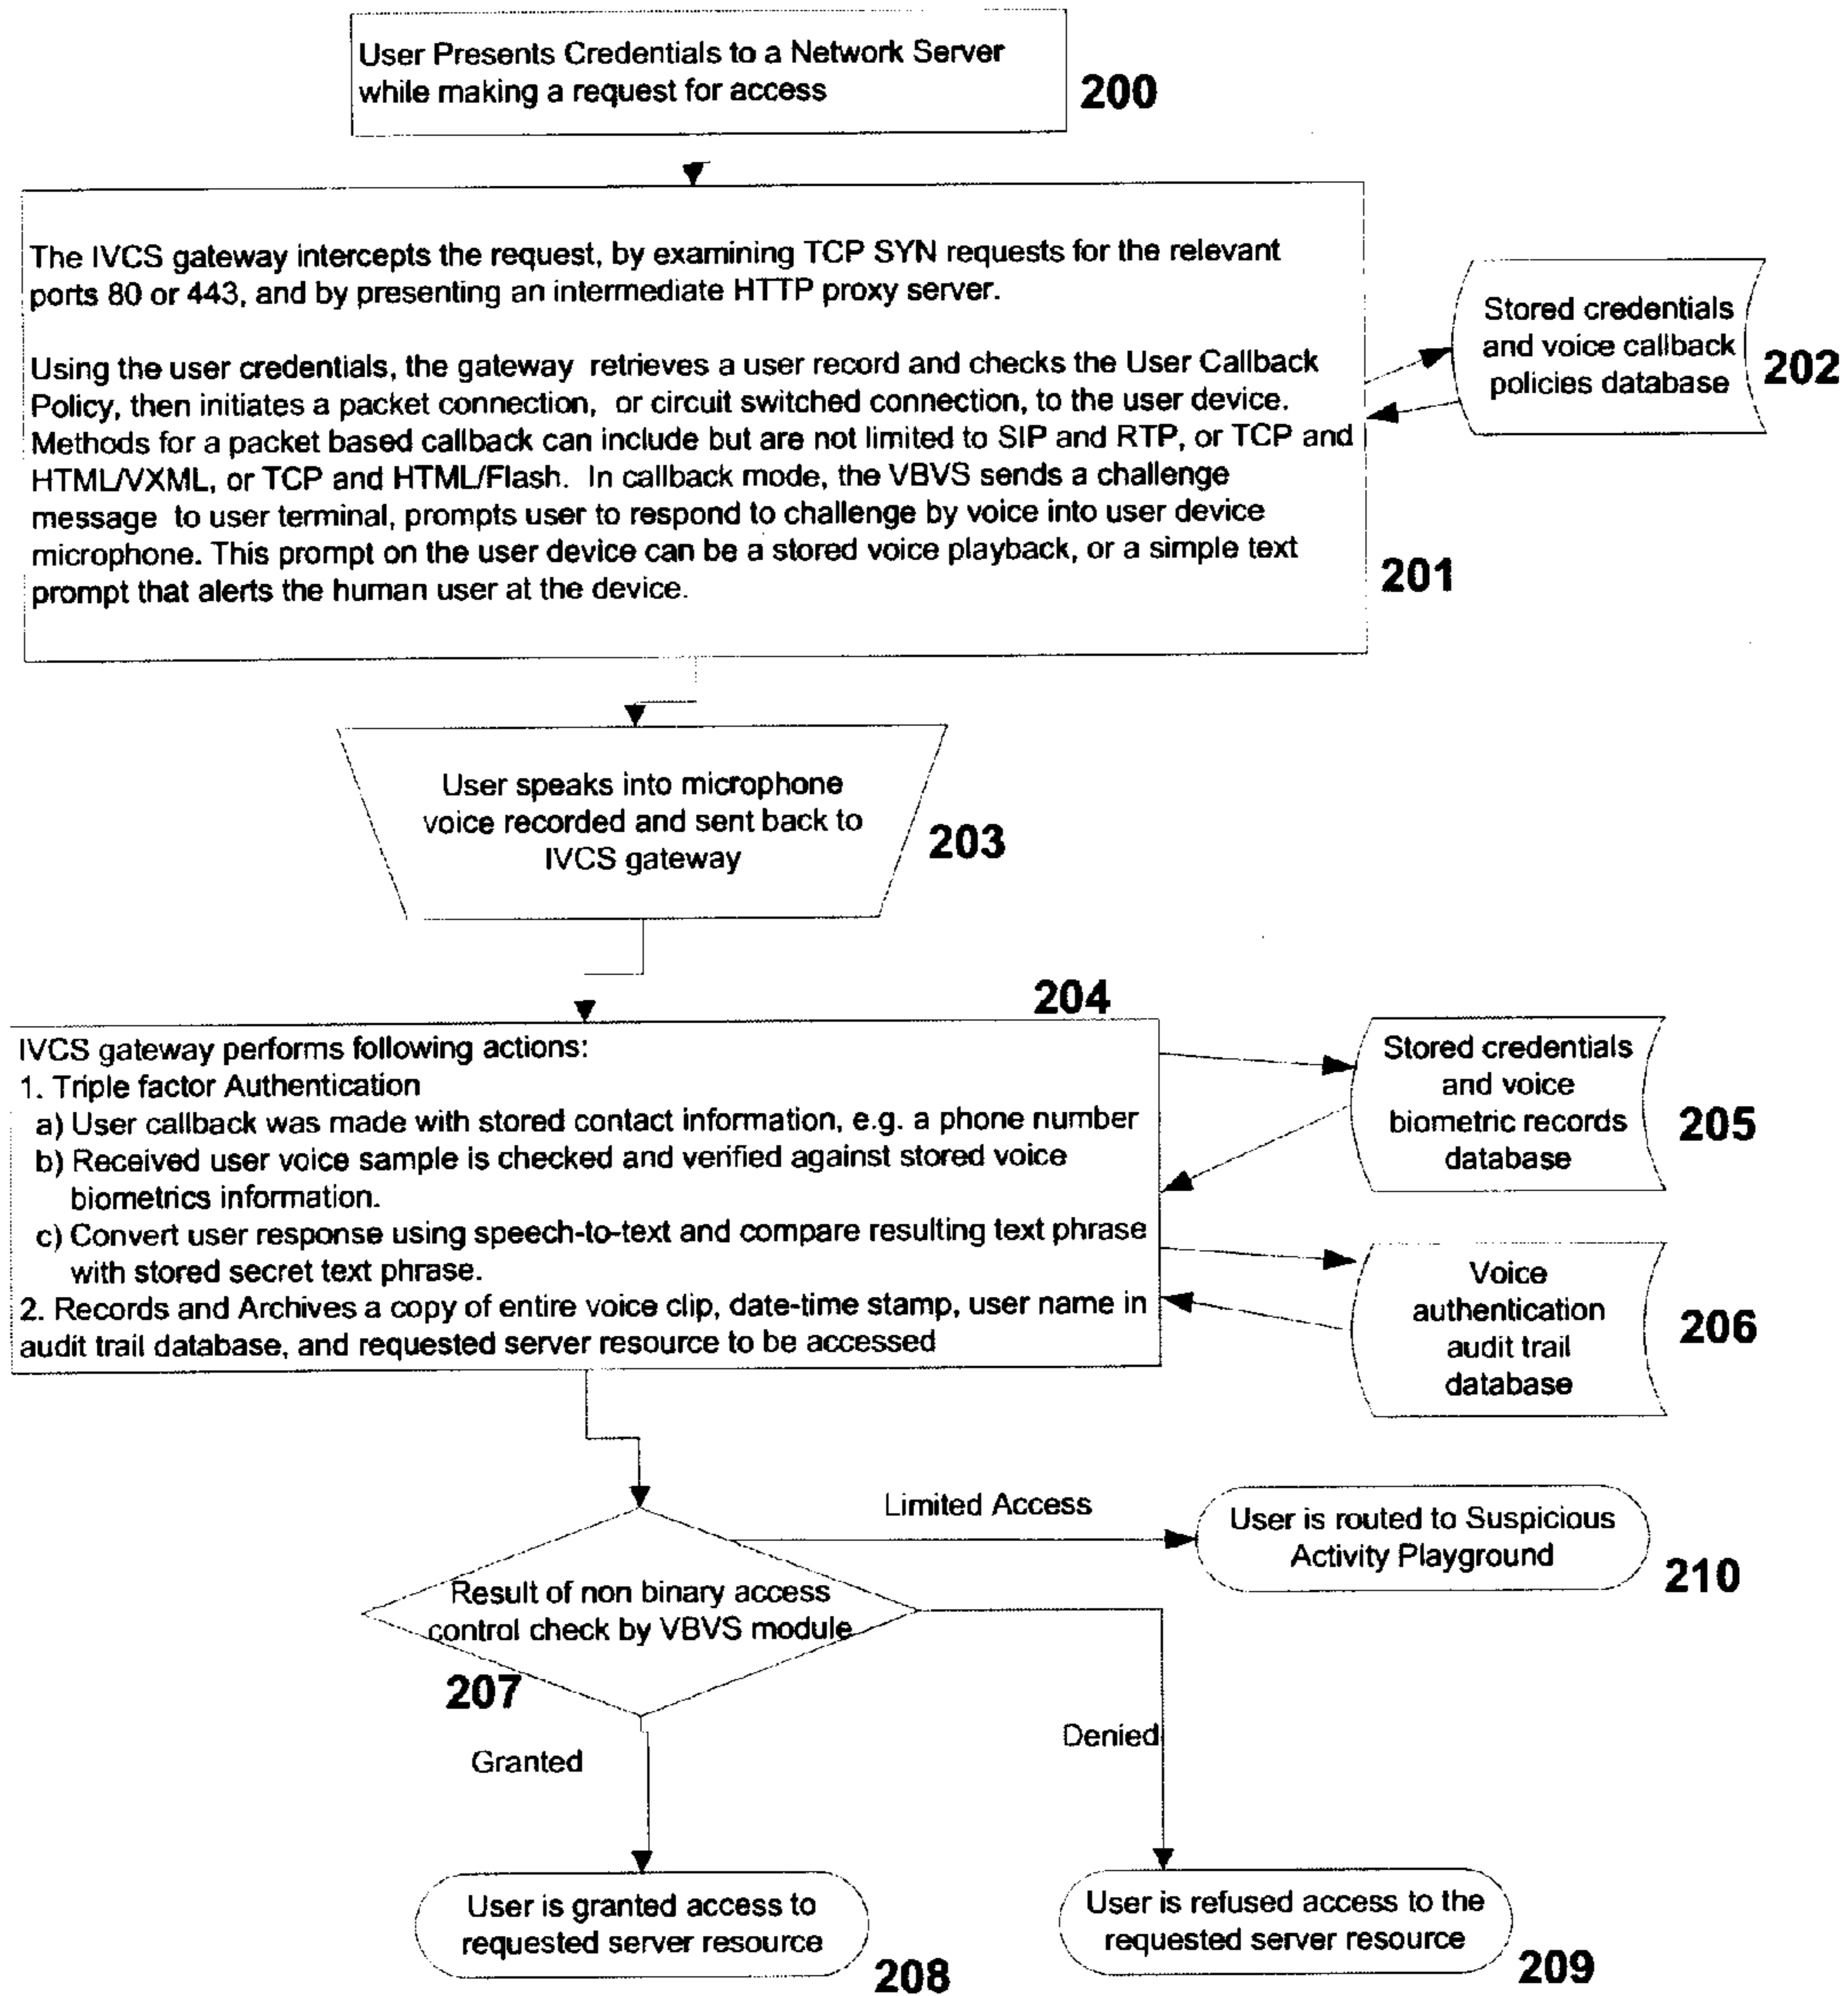 User Presents Credentials to a Network Server
while making a request for access
200
The IVCS gateway intercepts the request, by examining TCP SYN requests for the relevant
ports 80 or 443, and by presenting an intermediate HTTP proxy server.
Using the user credentials, the gateway retrieves a user record and checks the User Callback
Policy, then initiates a packet connection, or circuit switched connection, to the user device.
Methods for a packet based callback can include but are not limited to SIP and RTP, or TCP and
HTML/VXML, or TCP and HTML/Flash. In callback mode, the VBVS sends a challenge
message to user terminal, prompts user to respond to challenge by voice into user device
microphone. This prompt on the user device can be a stored voice playback, or a simple text
prompt that alerts the human user at the device.
201
Stored credentials
and voice callback
policies database
202
User speaks into microphone
voice recorded and sent back to
IVCS gateway
203
204
IVCS gateway performs following actions:
1. Triple factor Authentication
a) User callback was made with stored contact information, e.g. a phone number
b) Received user voice sample is checked and verified against stored voice
biometrics information.
c) Convert user response using speech-to-text and compare resulting text phrase
with stored secret text phrase.
2. Records and Archives a copy of entire voice clip, date-time stamp, user name in
audit trail database, and requested server resource to be accessed
Stored credentials
and voice
biometric records
database
205
Voice
authentication
audit trail
database
206
Limited Access
User is routed to Suspicious
Activity Playground
210
Result of non binary access
control check by VBVS module
207
Granted
Denied
User is granted access to
requested server resource
208
User is refused access to the
requested server resource
209